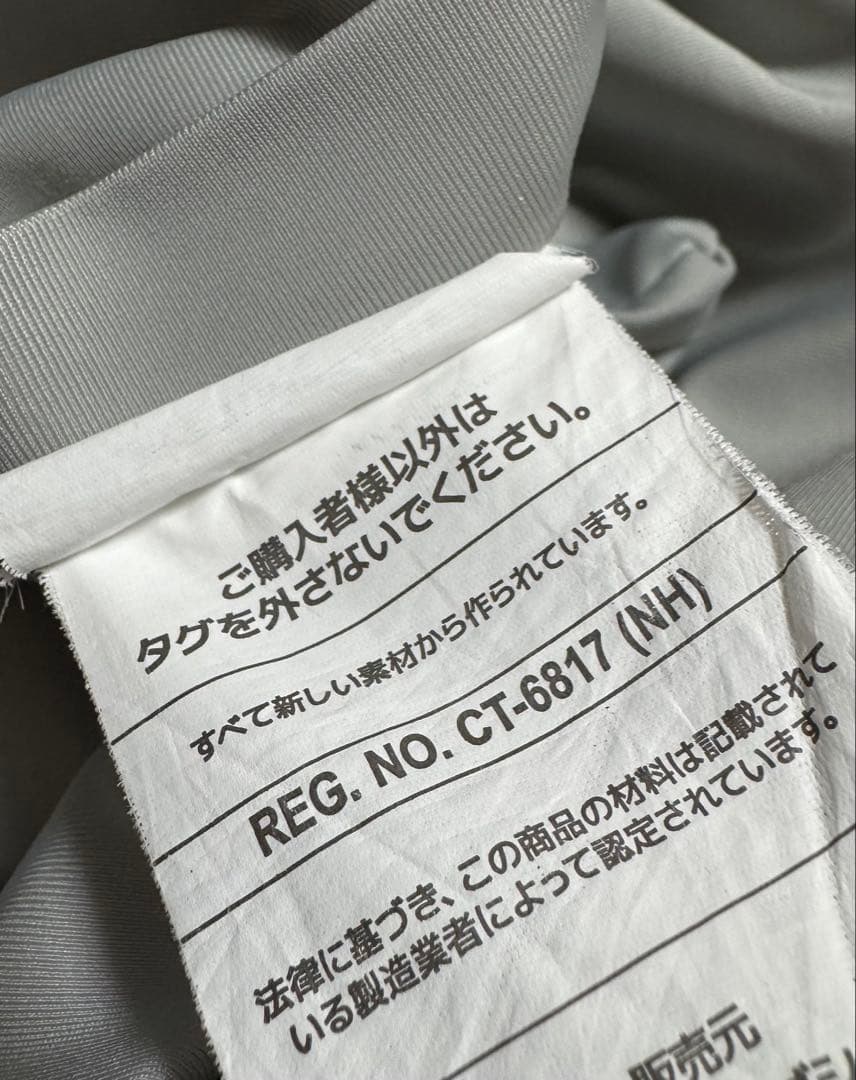 ご購入者様以外は
タグを外さないでください。
すべて新しい素材から作られています。
REG. NO. CT-6817 (NH)
法律に基づき、この商品の材料は記載されて
いる製造業者によって認定されています。
販売元